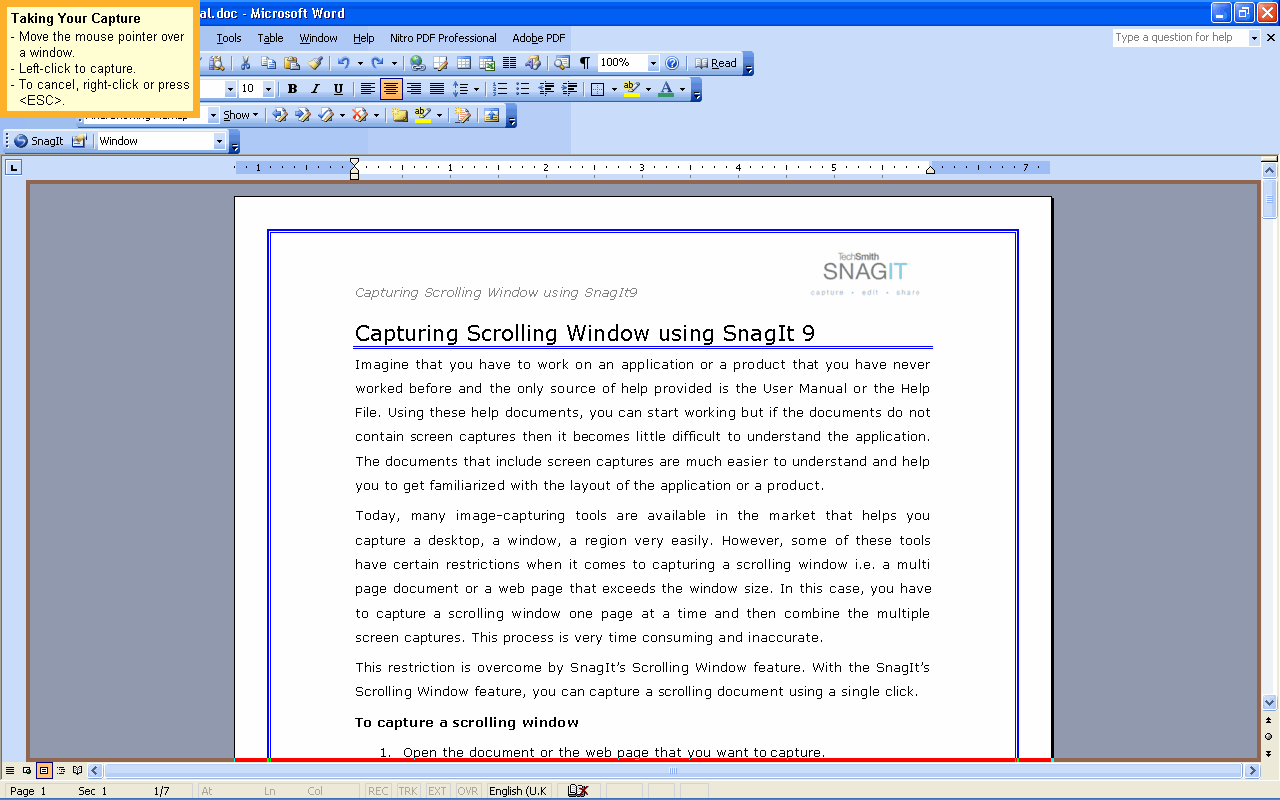 Taking Your Capture
- Move the mouse pointer over
a window.
- Left-click to capture.
- To cancel, right-click or press
<ESC>.
al.doc - Microsoft Word
Tools Table Window Help Nitro PDF Professional Adobe PDF
Type a question for help
100% Read
10 B I U
Show
SnagIt Window
1 1 2 3 4 5 7
TechSmith
SNAGIT
capture • edit • share
Capturing Scrolling Window using SnagIt9
Capturing Scrolling Window using SnagIt 9
Imagine that you have to work on an application or a product that you have never
worked before and the only source of help provided is the User Manual or the Help
File. Using these help documents, you can start working but if the documents do not
contain screen captures then it becomes little difficult to understand the application.
The documents that include screen captures are much easier to understand and help
you to get familiarized with the layout of the application or a product.
Today, many image-capturing tools are available in the market that helps you
capture a desktop, a window, a region very easily. However, some of these tools
have certain restrictions when it comes to capturing a scrolling window i.e. a multi
page document or a web page that exceeds the window size. In this case, you have
to capture a scrolling window one page at a time and then combine the multiple
screen captures. This process is very time consuming and inaccurate.
This restriction is overcome by SnagIt’s Scrolling Window feature. With the SnagIt’s
Scrolling Window feature, you can capture a scrolling document using a single click.
To capture a scrolling window
1. Open the document or the web page that you want to capture.
Page 1 Sec 1 1/7 At Ln Col REC TRK EXT OVR English (U.K